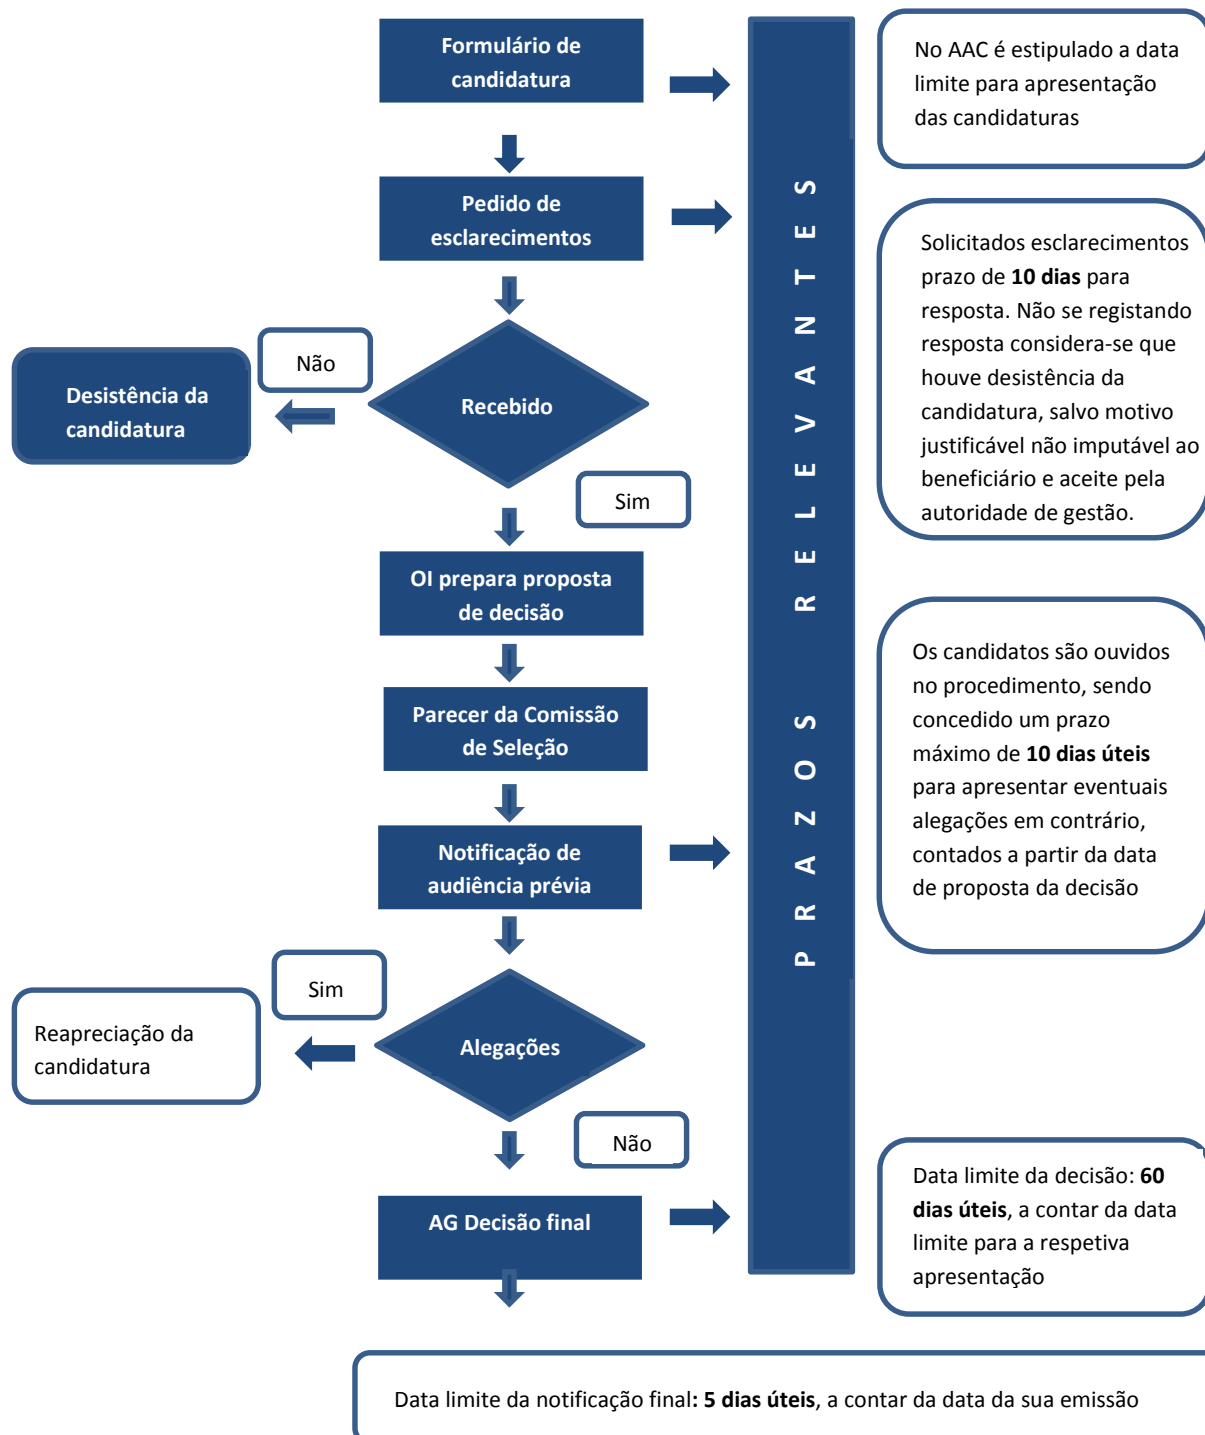 Formulário de
candidatura
No AAC é estipulado a data
limite para apresentação
das candidaturas
Pedido de
esclarecimentos
Solicitados esclarecimentos
prazo de 10 dias para
resposta. Não se registando
resposta considera-se que
houve desistência da
candidatura, salvo motivo
justificável não imputável ao
beneficiário e aceite pela
autoridade de gestão.
Não
Desistência da
candidatura
Recebido
Sim
OI prepara proposta
de decisão
Parecer da Comissão
de Seleção
PRAZOS RELEVANTES
Os candidatos são ouvidos
no procedimento, sendo
concedido um prazo
máximo de 10 dias úteis
para apresentar eventuais
alegações em contrário,
contados a partir da data
de proposta da decisão
Notificação de
audiência prévia
Sim
Reapreciação da
candidatura
Alegações
Não
AG Decisão final
Data limite da decisão: 60
dias úteis, a contar da data
limite para a respetiva
apresentação
Data limite da notificação final: 5 dias úteis, a contar da data da sua emissão